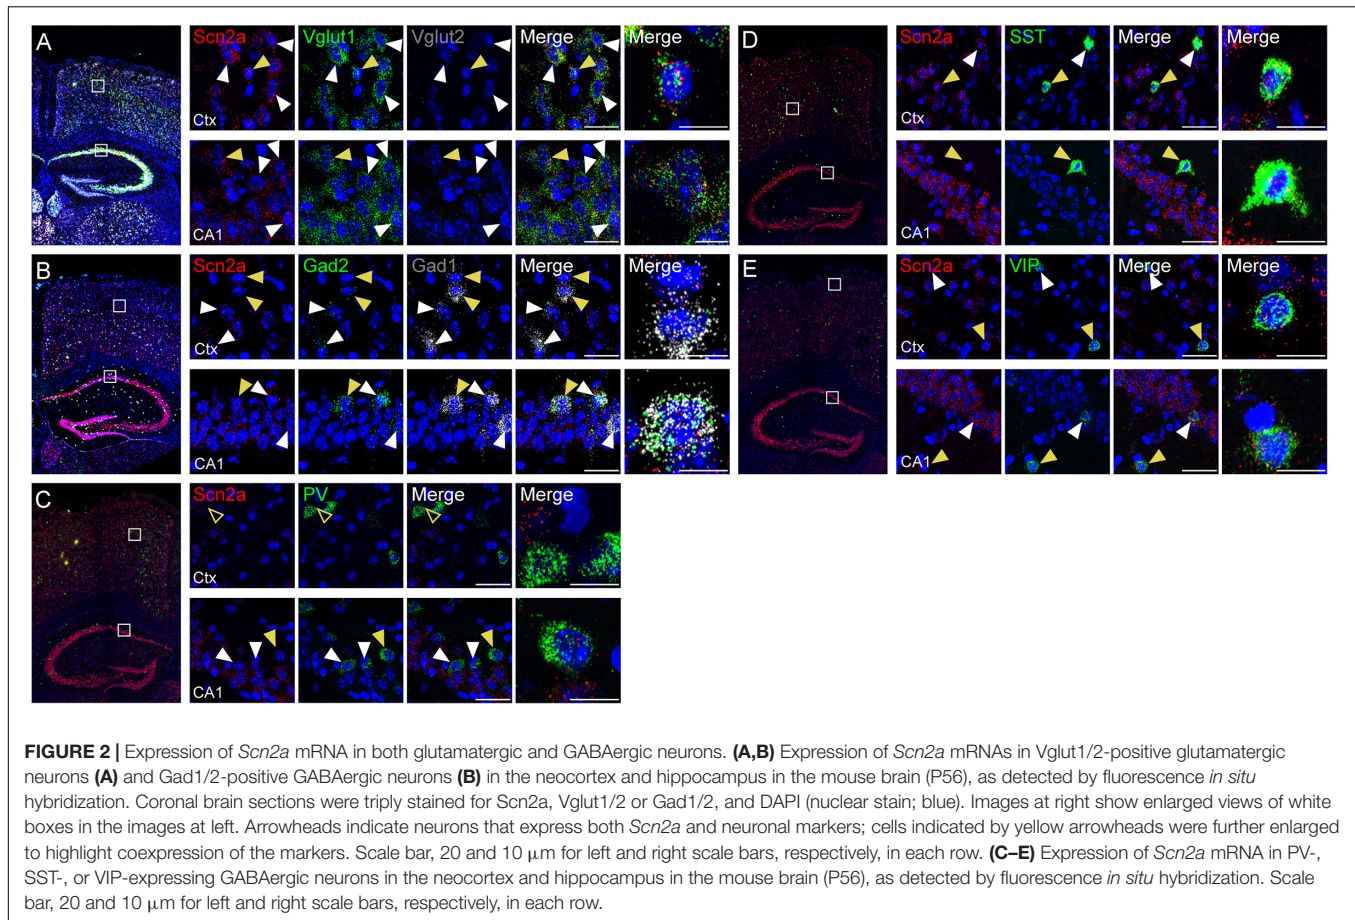 A
Scn2a
Vglut1
Vglut2
Merge
Merge
Ctx
CA1
D
Scn2a
SST
Merge
Merge
Ctx
CA1
B
Scn2a
Gad2
Gad1
Merge
Merge
Ctx
CA1
E
Scn2a
VIP
Merge
Merge
Ctx
CA1
C
Scn2a
PV
Merge
Merge
Ctx
CA1
FIGURE 2 | Expression of Scn2a mRNA in both glutamatergic and GABAergic neurons. (A,B) Expression of Scn2a mRNAs in Vglut1/2-positive glutamatergic
neurons (A) and Gad1/2-positive GABAergic neurons (B) in the neocortex and hippocampus in the mouse brain (P56), as detected by fluorescence in situ
hybridization. Coronal brain sections were triply stained for Scn2a, Vglut1/2 or Gad1/2, and DAPI (nuclear stain; blue). Images at right show enlarged views of white
boxes in the images at left. Arrowheads indicate neurons that express both Scn2a and neuronal markers; cells indicated by yellow arrowheads were further enlarged
to highlight coexpression of the markers. Scale bar, 20 and 10 μm for left and right scale bars, respectively, in each row. (C–E) Expression of Scn2a mRNA in PV-,
SST-, or VIP-expressing GABAergic neurons in the neocortex and hippocampus in the mouse brain (P56), as detected by fluorescence in situ hybridization. Scale
bar, 20 and 10 μm for left and right scale bars, respectively, in each row.